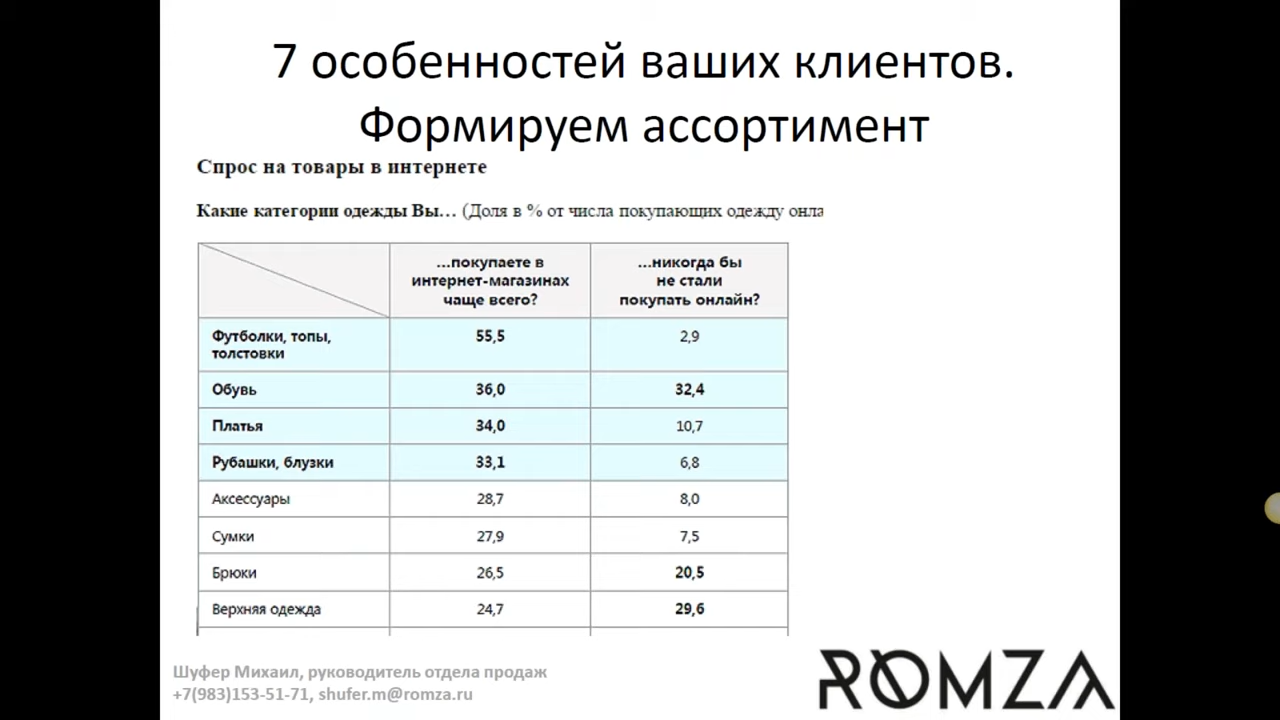 7 особенностей ваших клиентов.
Формируем ассортимент
Спрос на товары в интернете
Какие категории одежды Вы... (Доля в % от числа покупающих одежду онла
...покупаете в
интернет-магазинах
чаще всего?
...никогда бы
не стали
покупать онлайн?
Футболки, топы,
толстовки
55,5
2,9
Обувь
36,0
32,4
Платья
34,0
10,7
Рубашки, блузки
33,1
6,8
Аксессуары
28,7
8,0
Сумки
27,9
7,5
Брюки
26,5
20,5
Верхняя одежда
24,7
29,6
Шуфер Михаил, руководитель отдела продаж
+7(983)153-51-71, shufer.m@romza.ru
ROMZA